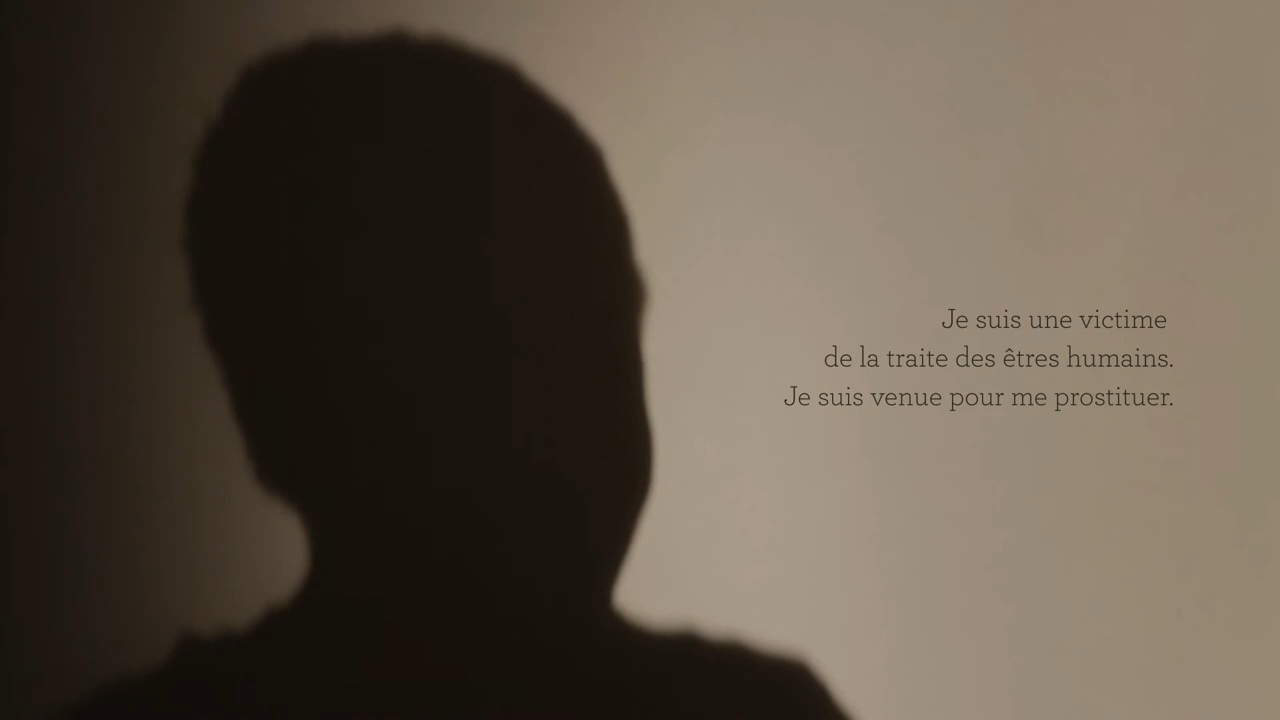 Je suis une victime
de la traite des êtres humains.
Je suis venue pour me prostituer.